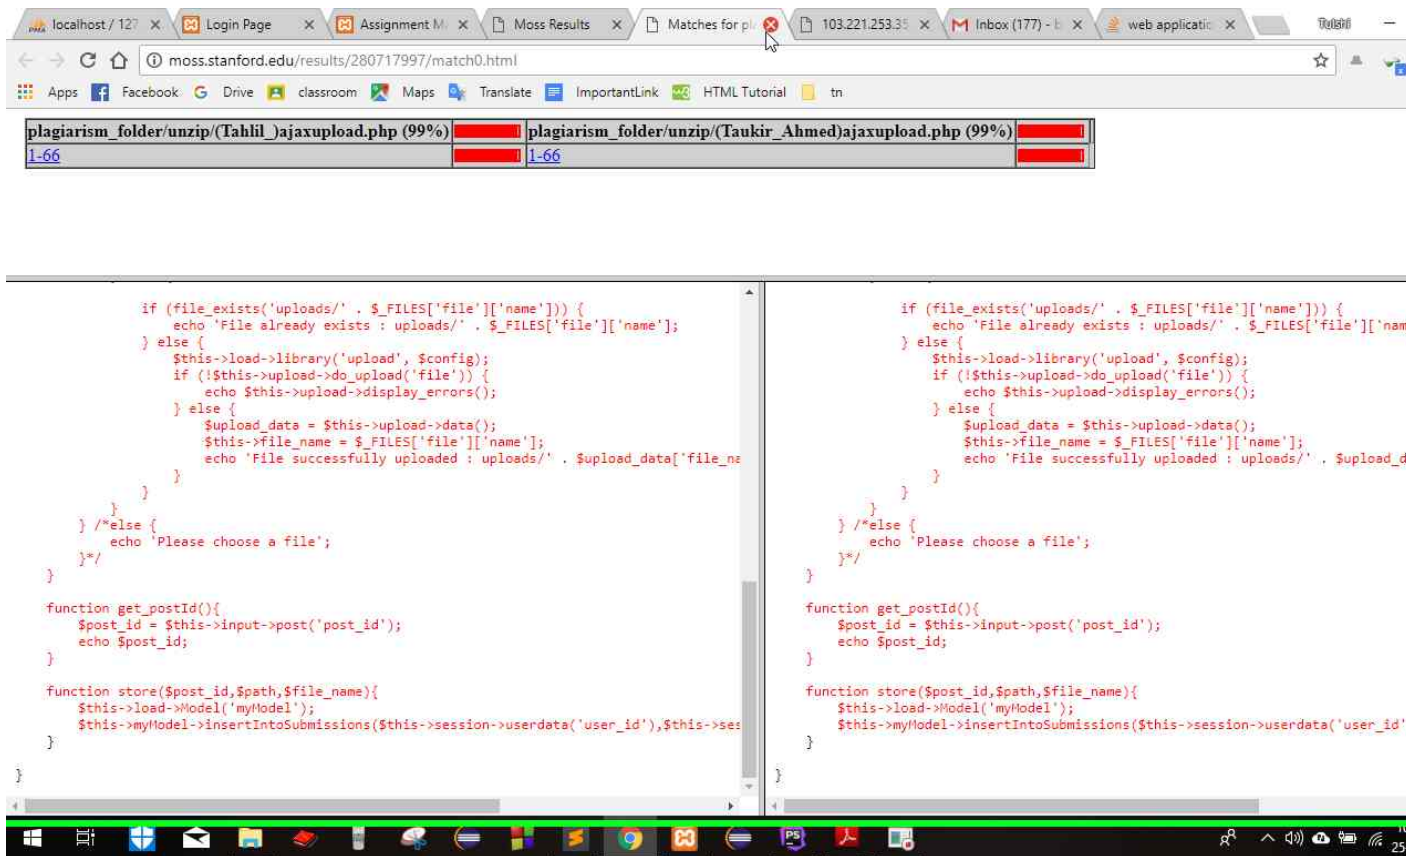 localhost / 127
Login Page
Assignment M
Moss Results
Matches for pl
103.221.253.35
Inbox (177) - b
web applicatic
Tulshi
moss.stanford.edu/results/280717997/match0.html
Apps Facebook Drive classroom Maps Translate ImportantLink HTML Tutorial tn
plagiarism_folder/unzip/(Tahlil_)ajaxupload.php (99%) plagiarism_folder/unzip/(Taukir_Ahmed)ajaxupload.php (99%)
1-66 1-66
if (file_exists('uploads/' . $_FILES['file']['name'])) {
echo 'File already exists : uploads/' . $_FILES['file']['name'];
} else {
$this->load->library('upload', $config);
if (!$this->upload->do_upload('file')) {
echo $this->upload->display_errors();
} else {
$upload_data = $this->upload->data();
$this->file_name = $_FILES['file']['name'];
echo 'File successfully uploaded : uploads/' . $upload_data['file_na
}
}
}
} /*else {
echo 'Please choose a file';
}*/
}
function get_postId(){
$post_id = $this->input->post('post_id');
echo $post_id;
}
function store($post_id,$path,$file_name){
$this->load->Model('myModel');
$this->myModel->insertIntoSubmissions($this->session->userdata('user_id'),$this->ses
}
}
if (file_exists('uploads/' . $_FILES['file']['name'])) {
echo 'File already exists : uploads/' . $_FILES['file']['nam
} else {
$this->load->library('upload', $config);
if (!$this->upload->do_upload('file')) {
echo $this->upload->display_errors();
} else {
$upload_data = $this->upload->data();
$this->file_name = $_FILES['file']['name'];
echo 'File successfully uploaded : uploads/' . $upload_d
}
}
}
} /*else {
echo 'Please choose a file';
}*/
}
function get_postId(){
$post_id = $this->input->post('post_id');
echo $post_id;
}
function store($post_id,$path,$file_name){
$this->load->Model('myModel');
$this->myModel->insertIntoSubmissions($this->session->userdata('user_id'
}
}
PS
25